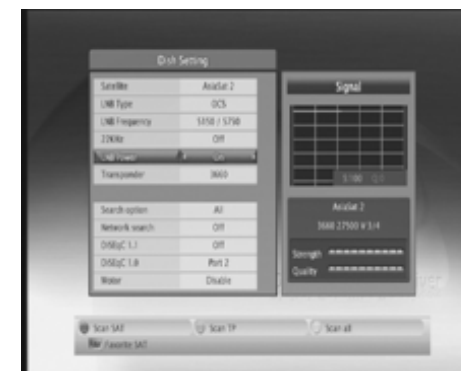 Dish Setting
Satellite AsiaSat 2
LNB Type OCS
LNB Frequency 5150 / 5750
22KHz Off
LNB Power On
Transponder 3660
Search option All
Network search Off
DiSEqC 1.1 Off
DiSEqC 1.0 Port 2
Motor Disable
Signal
S:100
AsiaSat 2
3660 27500 V 3/4
Strength
Quality
Scan SAT Scan TP Scan all
Favorite SAT